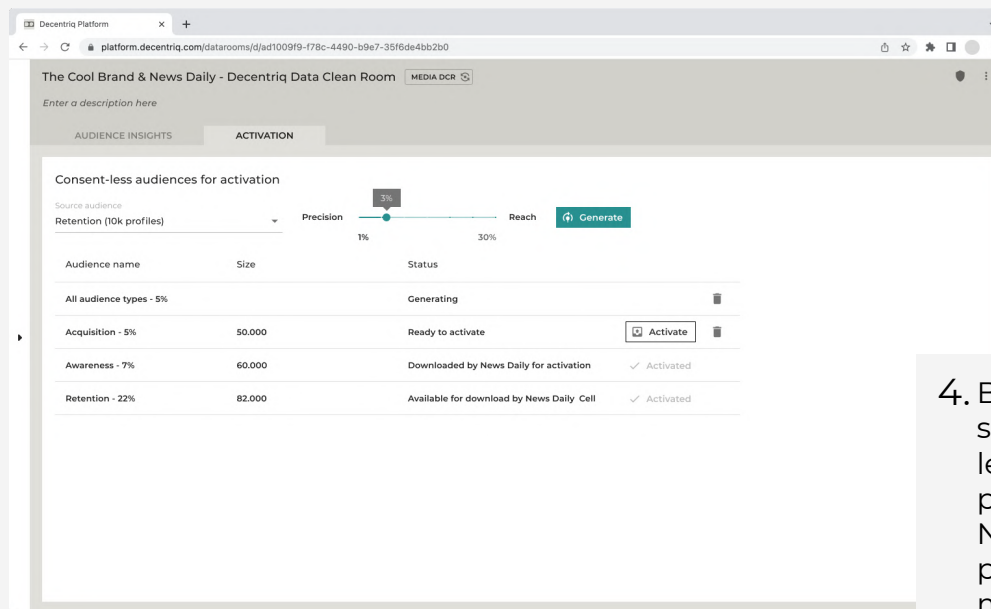 Decentriq Platform
platform.decentriq.com/datarooms/d/ad1009f9-f78c-4490-b9e7-35f6de4bb2b0
The Cool Brand & News Daily - Decentriq Data Clean Room MEDIA DCR
Enter a description here
AUDIENCE INSIGHTS ACTIVATION
Consent-less audiences for activation
Source audience
Retention (10k profiles)
3%
Precision Reach Generate
1% 30%
Audience name Size Status
All audience types - 5% Generating
Acquisition - 5% 50.000 Ready to activate Activate
Awareness - 7% 60.000 Downloaded by News Daily for activation Activated
Retention - 22% 82.000 Available for download by News Daily Cell Activated
4.